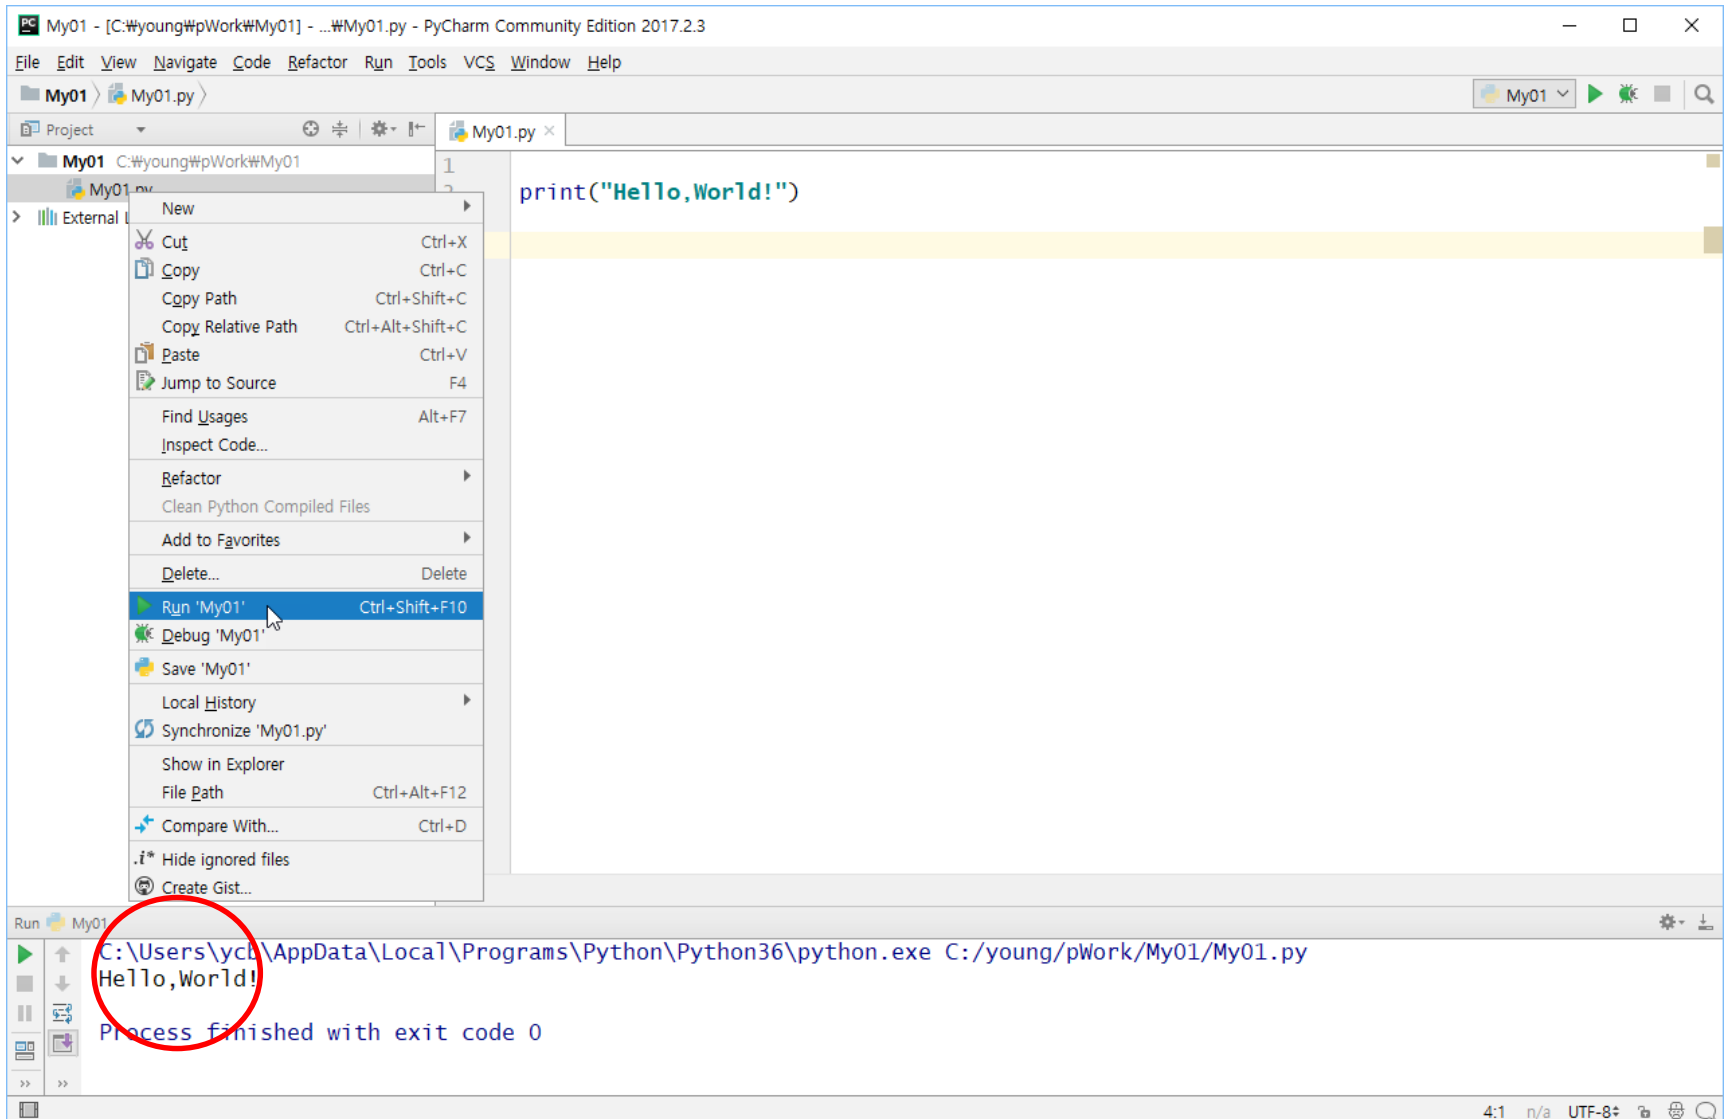 My01 - [C:₩young₩pWork₩My01] - ...₩My01.py - PyCharm Community Edition 2017.2.3
File Edit View Navigate Code Refactor Run Tools VCS Window Help
My01 My01.py
My01
Project
My01.py
My01 C:₩young₩pWork₩My01
1
My01.py
print("Hello,World!")
External
New
Cut Ctrl+X
Copy Ctrl+C
Copy Path Ctrl+Shift+C
Copy Relative Path Ctrl+Alt+Shift+C
Paste Ctrl+V
Jump to Source F4
Find Usages Alt+F7
Inspect Code...
Refactor
Clean Python Compiled Files
Add to Favorites
Delete... Delete
Run 'My01' Ctrl+Shift+F10
Debug 'My01'
Save 'My01'
Local History
Synchronize 'My01.py'
Show in Explorer
File Path Ctrl+Alt+F12
Compare With... Ctrl+D
.i* Hide ignored files
Create Gist...
Run My01
C:\Users\ycb\AppData\Local\Programs\Python\Python36\python.exe C:/young/pWork/My01/My01.py
Hello,World!
Process finished with exit code 0
4:1 n/a UTF-8